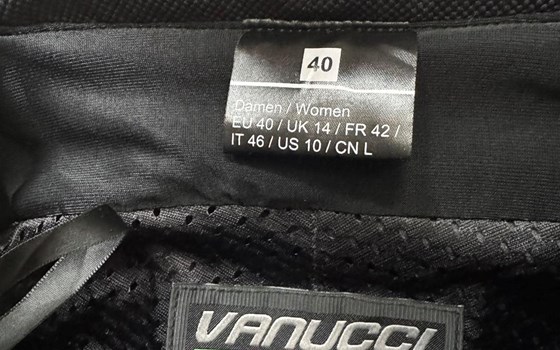 40
Damen / Women
EU 40 / UK 14 / FR 42 /
IT 46 / US 10 / CN L
VANUCCI